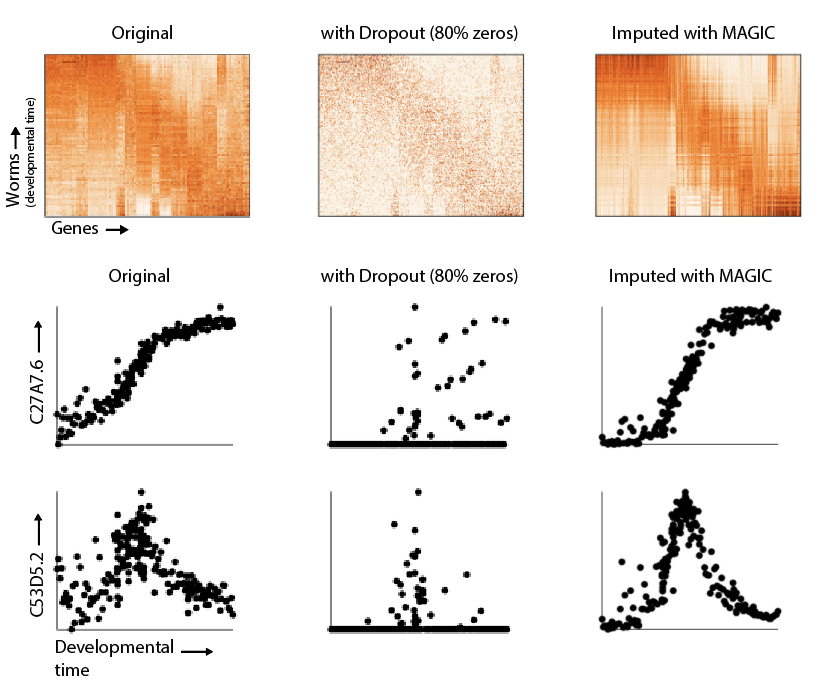 Original
with Dropout (80% zeros)
Imputed with MAGIC
Worms
(developmental time)
Genes
Original
with Dropout (80% zeros)
Imputed with MAGIC
C27A7.6
C53D5.2
Developmental
time